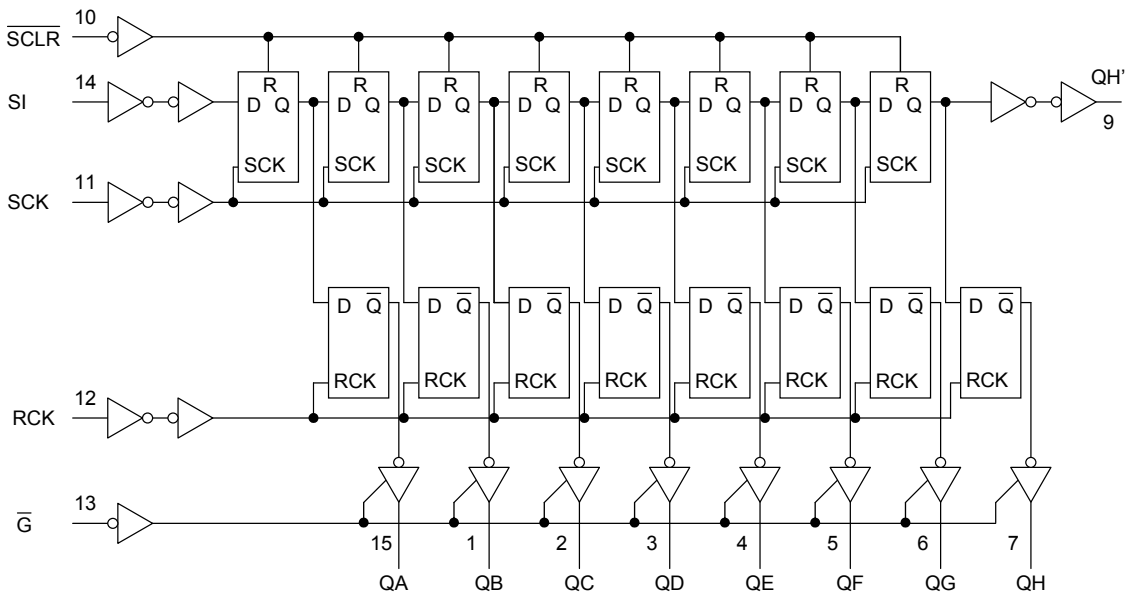 10
S̅C̅L̅R̅
R R R R R R R R
14
SI
D Q D Q D Q D Q D Q D Q D Q D Q
QH'
9
SCK SCK SCK SCK SCK SCK SCK SCK
11
SCK
D Q̅ D Q̅ D Q̅ D Q̅ D Q̅ D Q̅ D Q̅ D Q̅
RCK RCK RCK RCK RCK RCK RCK RCK
12
RCK
13
G̅
15 1 2 3 4 5 6 7
QA QB QC QD QE QF QG QH